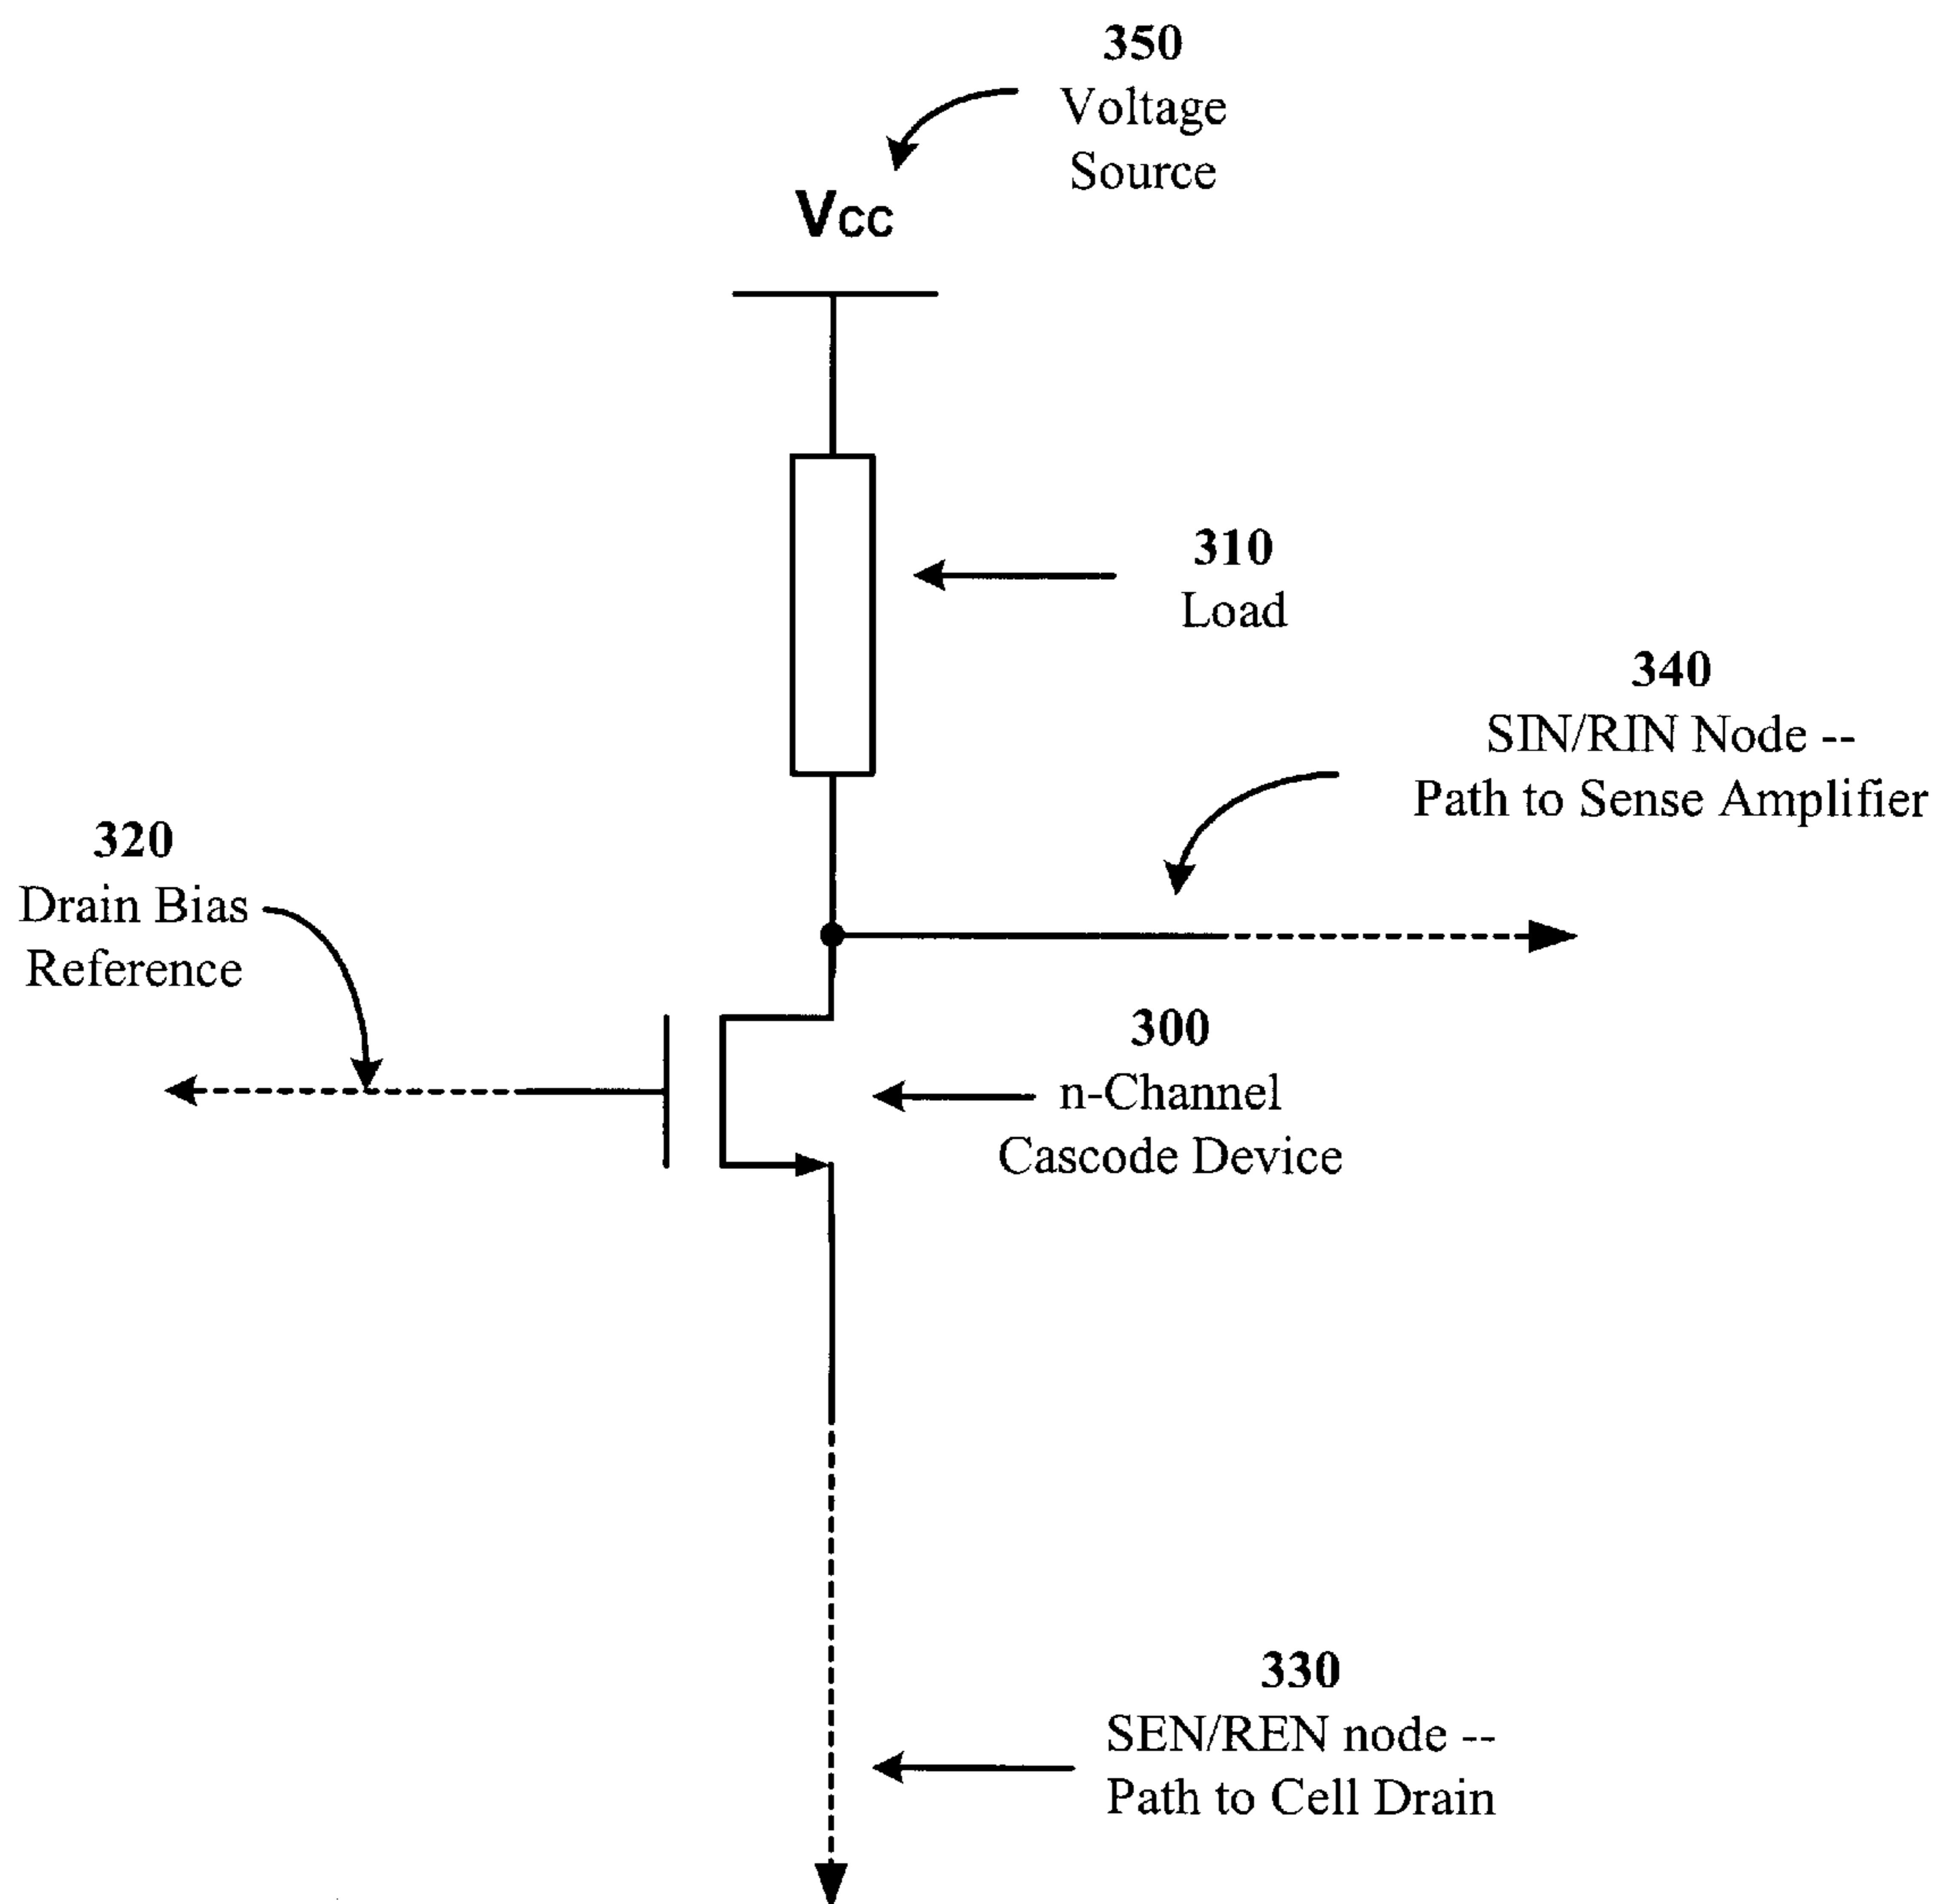 350
Voltage
Source
Vcc
310
Load
340
SIN/RIN Node --
Path to Sense Amplifier
320
Drain Bias
Reference
300
n-Channel
Cascode Device
330
SEN/REN node --
Path to Cell Drain